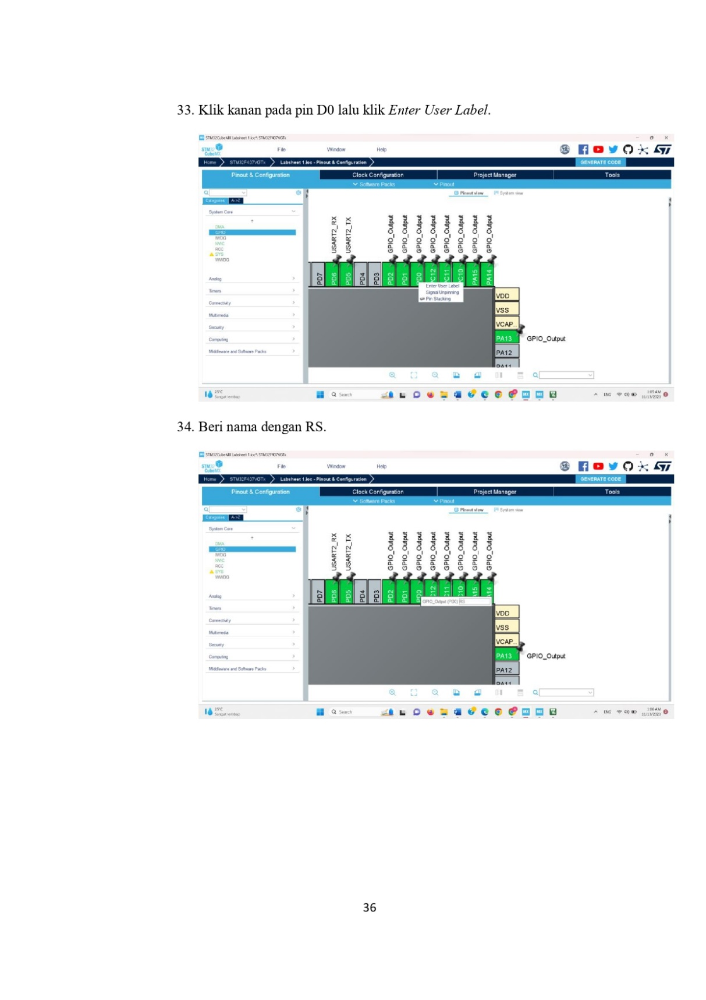 33. Klik kanan pada pin D0 lalu klik Enter User Label.
STM32CubeMX Labsheet 1.ioc*: STM32F407VGTx
STM32 CubeMX File Window Help
Home STM32F407VGTx Labsheet 1.ioc - Pinout & Configuration GENERATE CODE
Pinout & Configuration Clock Configuration Project Manager Tools
Software Packs Pinout
Pinout view System view
Categories A->Z
System Core
DMA
GPIO
IWDG
NVIC
RCC
SYS
WWDG
Analog
Timers
Connectivity
Multimedia
Security
Computing
Middleware and Software Packs
USART2_RX USART2_TX GPIO_Output GPIO_Output GPIO_Output GPIO_Output GPIO_Output GPIO_Output GPIO_Output GPIO_Output
PD7 PD6 PD5 PD4 PD3 PD2 PD1 PD0 C12 C11 C10 PA15 PA14
Enter User Label
Signal Unpinning
Pin Stacking
VDD
VSS
VCAP..
PA13 GPIO_Output
PA12
PA11
25°C
Sangat lembap
Search
ENG
1:05 AM
11/13/2023
34. Beri nama dengan RS.
STM32CubeMX Labsheet 1.ioc*: STM32F407VGTx
STM32 CubeMX File Window Help
Home STM32F407VGTx Labsheet 1.ioc - Pinout & Configuration GENERATE CODE
Pinout & Configuration Clock Configuration Project Manager Tools
Software Packs Pinout
Pinout view System view
Categories A->Z
System Core
DMA
GPIO
IWDG
NVIC
RCC
SYS
WWDG
Analog
Timers
Connectivity
Multimedia
Security
Computing
Middleware and Software Packs
USART2_RX USART2_TX GPIO_Output GPIO_Output GPIO_Output GPIO_Output GPIO_Output GPIO_Output GPIO_Output GPIO_Output
PD7 PD6 PD5 PD4 PD3 PD2 PD1 PD0 C12 C11 C10 15 14
GPIO_Output (PD0) RS
VDD
VSS
VCAP..
PA13 GPIO_Output
PA12
PA11
25°C
Sangat lembap
Search
ENG
1:06 AM
11/13/2023
36